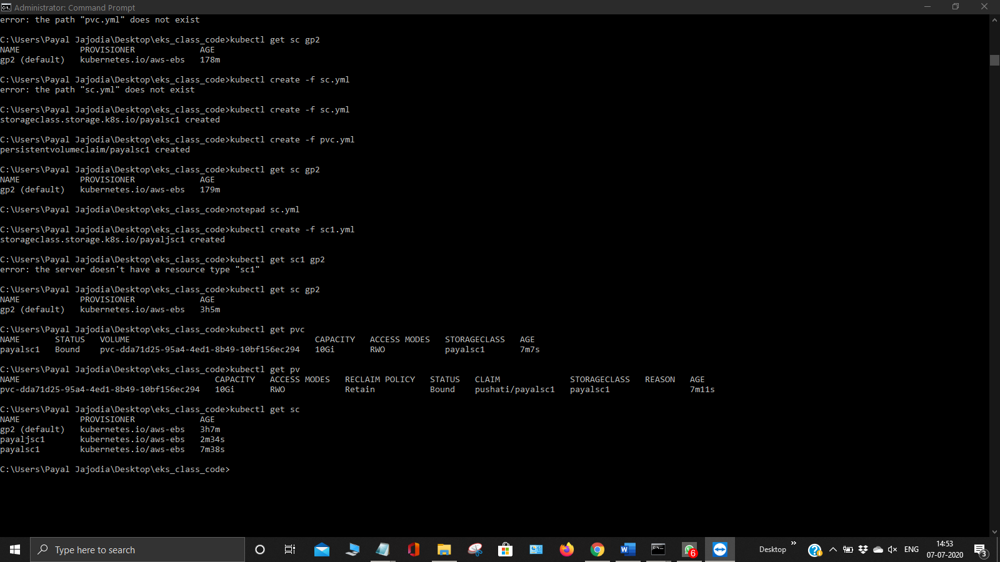 Administrator: Command Prompt
error: the path "pvc.yml" does not exist
C:\Users\Payal Jajodia\Desktop\eks_class_code>kubectl get sc gp2
NAME PROVISIONER AGE
gp2 (default) kubernetes.io/aws-ebs 178m
C:\Users\Payal Jajodia\Desktop\eks_class_code>kubectl create -f sc.yml
error: the path "sc.yml" does not exist
C:\Users\Payal Jajodia\Desktop\eks_class_code>kubectl create -f sc.yml
storageclass.storage.k8s.io/payalsc1 created
C:\Users\Payal Jajodia\Desktop\eks_class_code>kubectl create -f pvc.yml
persistentvolumeclaim/payalsc1 created
C:\Users\Payal Jajodia\Desktop\eks_class_code>kubectl get sc gp2
NAME PROVISIONER AGE
gp2 (default) kubernetes.io/aws-ebs 179m
C:\Users\Payal Jajodia\Desktop\eks_class_code>notepad sc.yml
C:\Users\Payal Jajodia\Desktop\eks_class_code>kubectl create -f sc1.yml
storageclass.storage.k8s.io/payaljsc1 created
C:\Users\Payal Jajodia\Desktop\eks_class_code>kubectl get sc1 gp2
error: the server doesn't have a resource type "sc1"
C:\Users\Payal Jajodia\Desktop\eks_class_code>kubectl get sc gp2
NAME PROVISIONER AGE
gp2 (default) kubernetes.io/aws-ebs 3h5m
C:\Users\Payal Jajodia\Desktop\eks_class_code>kubectl get pvc
NAME STATUS VOLUME CAPACITY ACCESS MODES STORAGECLASS AGE
payalsc1 Bound pvc-dda71d25-95a4-4ed1-8b49-10bf156ec294 10Gi RWO payalsc1 7m7s
C:\Users\Payal Jajodia\Desktop\eks_class_code>kubectl get pv
NAME CAPACITY ACCESS MODES RECLAIM POLICY STATUS CLAIM STORAGECLASS REASON AGE
pvc-dda71d25-95a4-4ed1-8b49-10bf156ec294 10Gi RWO Retain Bound pushati/payalsc1 payalsc1 7m11s
C:\Users\Payal Jajodia\Desktop\eks_class_code>kubectl get sc
NAME PROVISIONER AGE
gp2 (default) kubernetes.io/aws-ebs 3h7m
payaljsc1 kubernetes.io/aws-ebs 2m34s
payalsc1 kubernetes.io/aws-ebs 7m38s
C:\Users\Payal Jajodia\Desktop\eks_class_code>
Type here to search
6
Desktop
ENG
14:53
07-07-2020
3